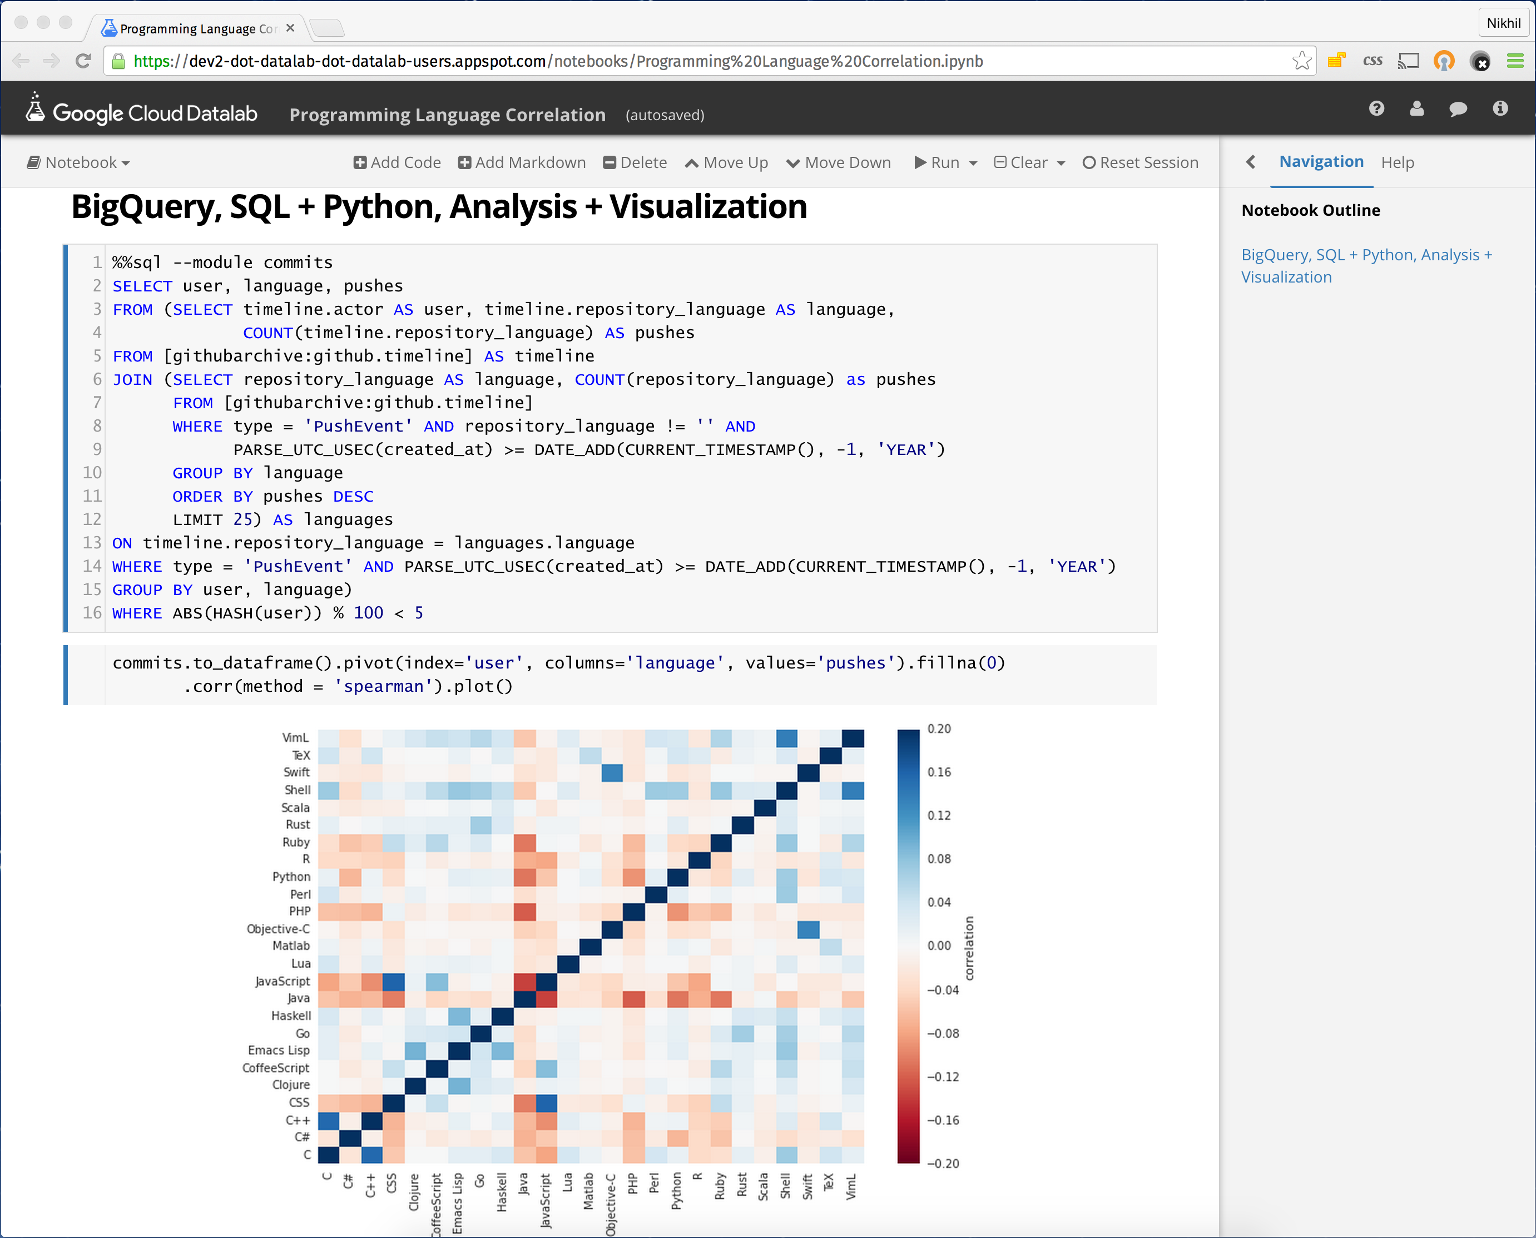 Programming Language Co
Nikhil
https://dev2-dot-datalab-dot-datalab-users.appspot.com/notebooks/Programming%20Language%20Correlation.ipynb
css
Google Cloud Datalab
Programming Language Correlation
(autosaved)
Notebook
Add Code
Add Markdown
Delete
Move Up
Move Down
Run
Clear
Reset Session
Navigation
Help
BigQuery, SQL + Python, Analysis + Visualization
1 %%sql --module commits
2 SELECT user, language, pushes
3 FROM (SELECT timeline.actor AS user, timeline.repository_language AS language,
4 COUNT(timeline.repository_language) AS pushes
5 FROM [githubarchive:github.timeline] AS timeline
6 JOIN (SELECT repository_language AS language, COUNT(repository_language) as pushes
7 FROM [githubarchive:github.timeline]
8 WHERE type = 'PushEvent' AND repository_language != '' AND
9 PARSE_UTC_USEC(created_at) >= DATE_ADD(CURRENT_TIMESTAMP(), -1, 'YEAR')
10 GROUP BY language
11 ORDER BY pushes DESC
12 LIMIT 25) AS languages
13 ON timeline.repository_language = languages.language
14 WHERE type = 'PushEvent' AND PARSE_UTC_USEC(created_at) >= DATE_ADD(CURRENT_TIMESTAMP(), -1, 'YEAR')
15 GROUP BY user, language)
16 WHERE ABS(HASH(user)) % 100 < 5
commits.to_dataframe().pivot(index='user', columns='language', values='pushes').fillna(0)
.corr(method = 'spearman').plot()
VimL
TeX
Swift
Shell
Scala
Rust
Ruby
R
Python
Perl
PHP
Objective-C
Matlab
Lua
JavaScript
Java
Haskell
Go
Emacs Lisp
CoffeeScript
Clojure
CSS
C++
C#
C
C
C#
C++
CSS
Clojure
offeeScript
Emacs Lisp
Go
Haskell
Java
JavaScript
Lua
Matlab
Objective-C
PHP
Perl
Python
R
Ruby
Rust
Scala
Shell
Swift
TeX
VimL
0.20
0.16
0.12
0.08
0.04
0.00
−0.04
−0.08
−0.12
−0.16
−0.20
correlation
Notebook Outline
BigQuery, SQL + Python, Analysis +
Visualization